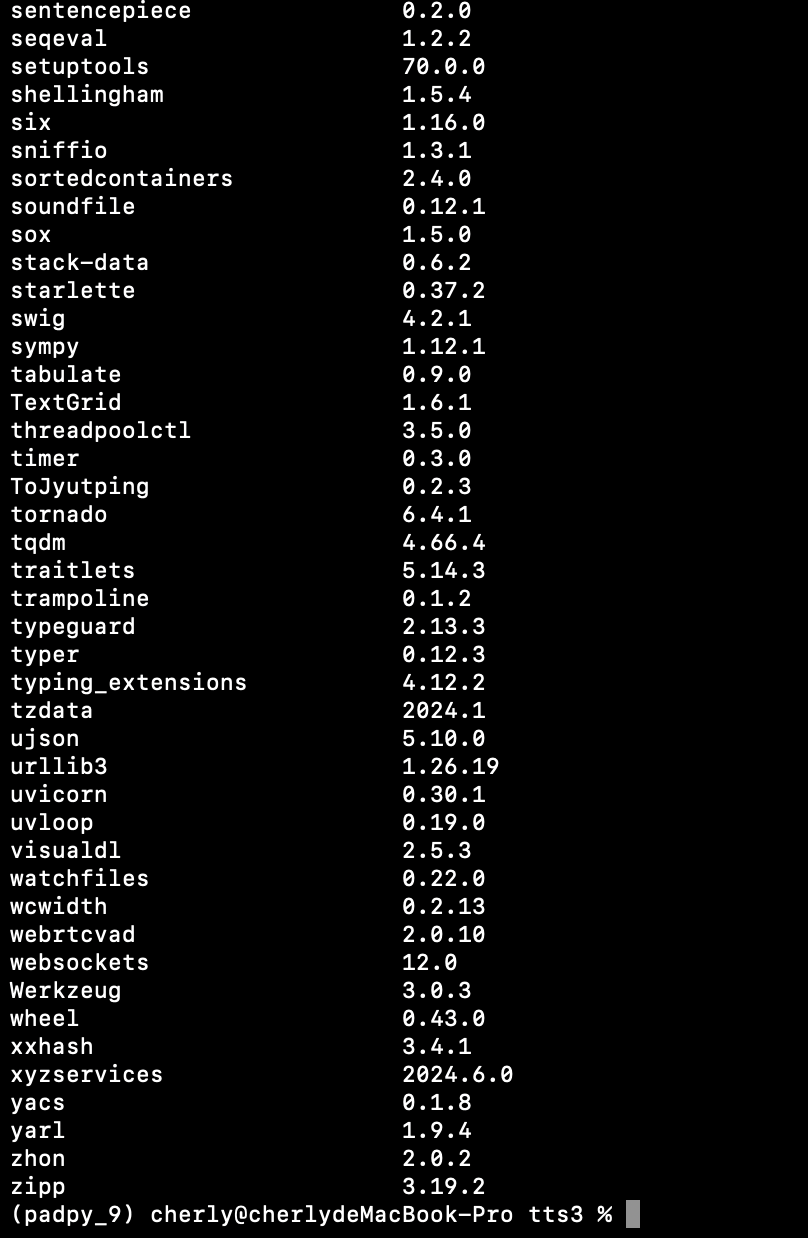 sentencepiece 0.2.0
seqeval 1.2.2
setuptools 70.0.0
shellingham 1.5.4
six 1.16.0
sniffio 1.3.1
sortedcontainers 2.4.0
soundfile 0.12.1
sox 1.5.0
stack-data 0.6.2
starlette 0.37.2
swig 4.2.1
sympy 1.12.1
tabulate 0.9.0
TextGrid 1.6.1
threadpoolctl 3.5.0
timer 0.3.0
ToJyutping 0.2.3
tornado 6.4.1
tqdm 4.66.4
traitlets 5.14.3
trampoline 0.1.2
typeguard 2.13.3
typer 0.12.3
typing_extensions 4.12.2
tzdata 2024.1
ujson 5.10.0
urllib3 1.26.19
uvicorn 0.30.1
uvloop 0.19.0
visualdl 2.5.3
watchfiles 0.22.0
wcwidth 0.2.13
webrtcvad 2.0.10
websockets 12.0
Werkzeug 3.0.3
wheel 0.43.0
xxhash 3.4.1
xyzservices 2024.6.0
yacs 0.1.8
yarl 1.9.4
zhon 2.0.2
zipp 3.19.2
(padpy_9) cherly@cherlydeMacBook-Pro tts3 %